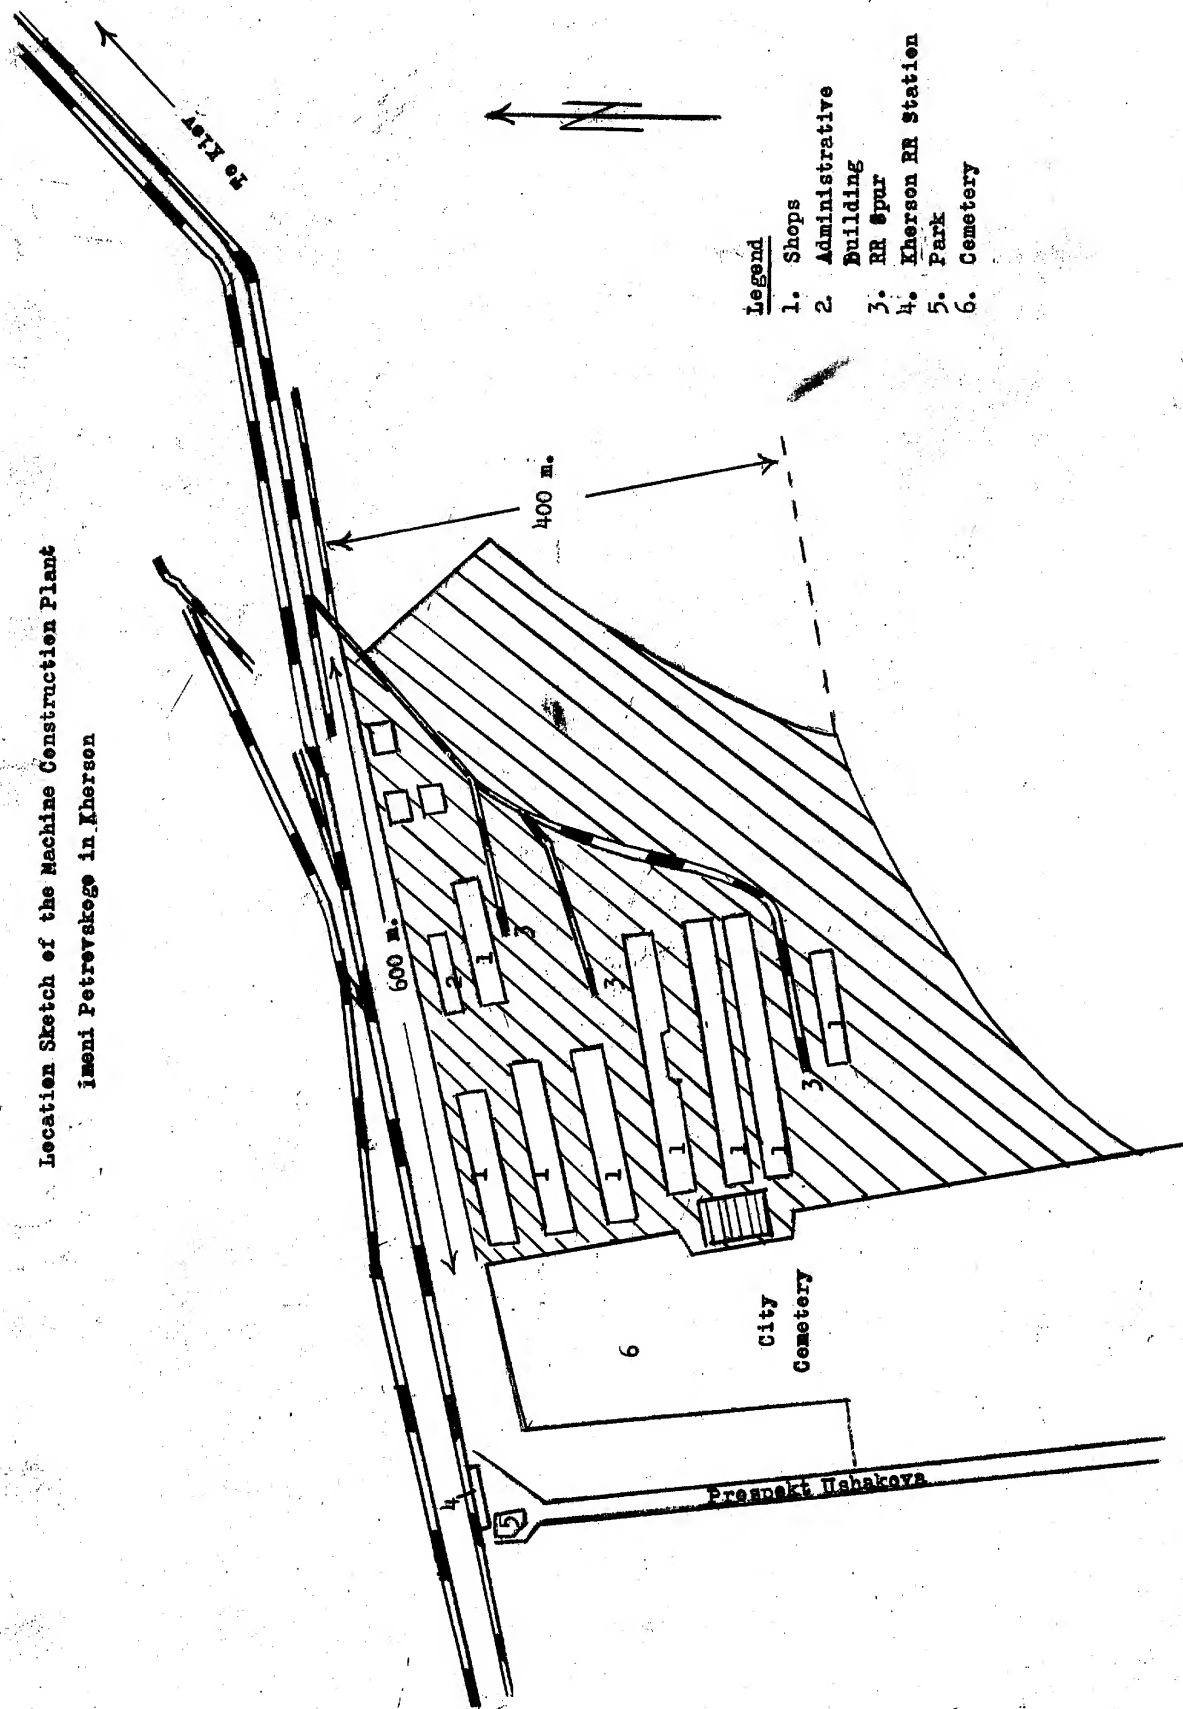 Location Sketch of the Machine Construction Plant
imeni Petrovskogo in Kherson
To Kiev
N
600 m.
400 m.
2
1
3
3
1
1
1
1
1
1
3
1
6
City
Cemetery
4
5
Prospekt Ushakova
Legend
1. Shops
2 Administrative
Building
3. RR Spur
4. Kherson RR Station
5. Park
6. Cemetery